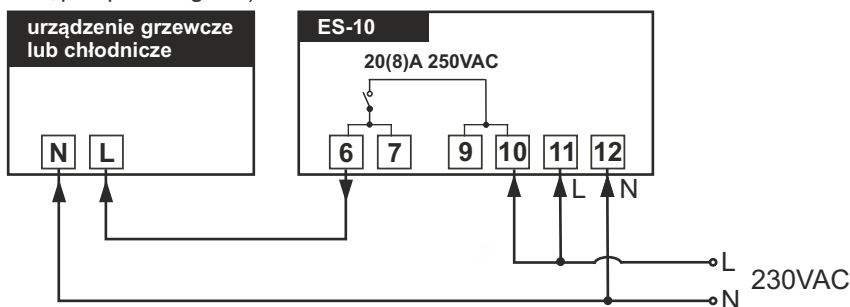 urządzenie grzewcze
lub chłodnicze
ES-10
20(8)A 250VAC
N L
6 7 9 10 11 12
L N
L
230VAC
N